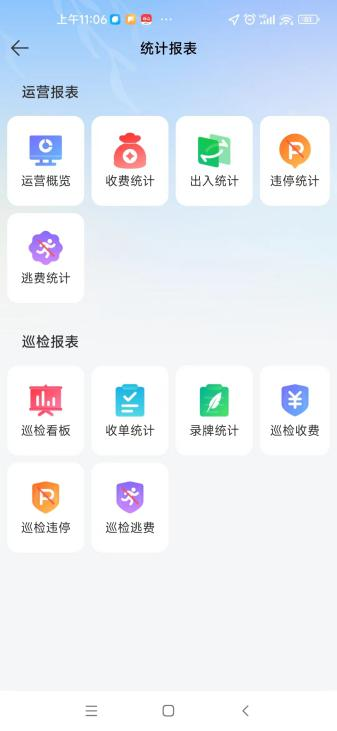 上午11:06
统计报表
运营报表
运营概览 收费统计 出入统计 违停统计
逃费统计
巡检报表
巡检看板 收单统计 录牌统计 巡检收费
巡检违停 巡检逃费